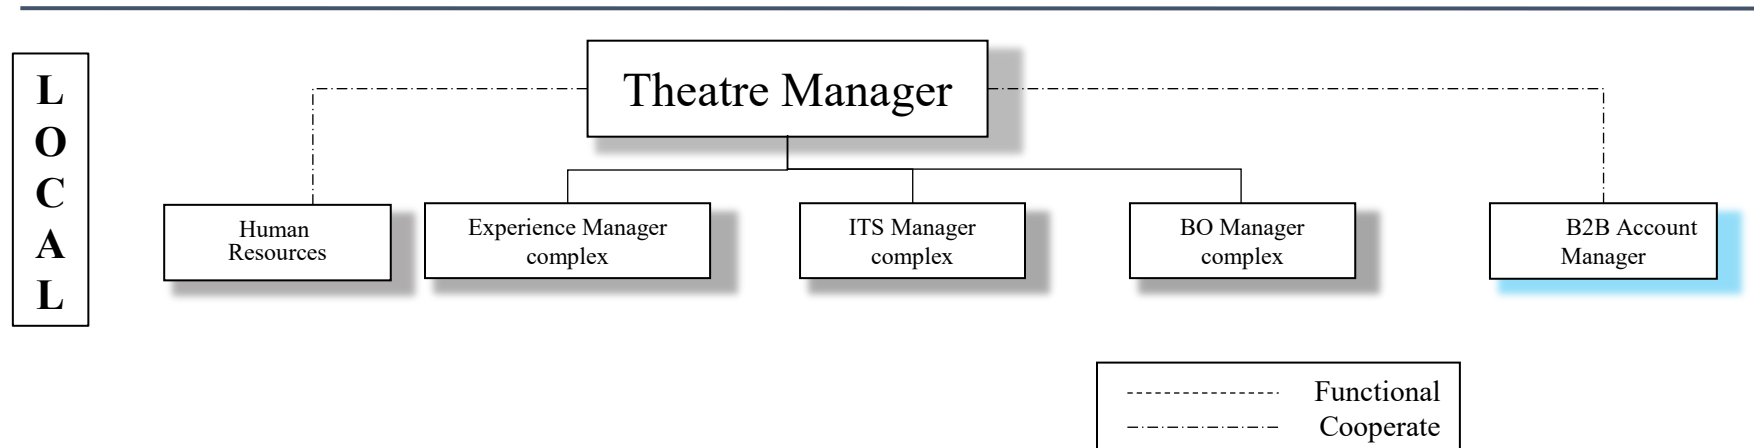 L
O
C
A
L
Theatre Manager
Human
Resources
Experience Manager
complex
ITS Manager
complex
BO Manager
complex
B2B Account
Manager
Functional
Cooperate